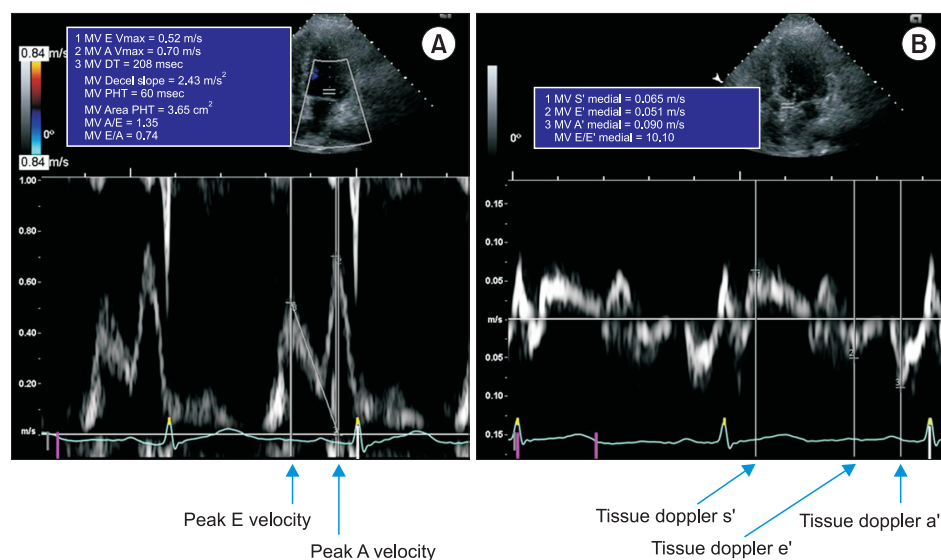 A
1 MV E Vmax = 0.52 m/s
2 MV A Vmax = 0.70 m/s
3 MV DT = 208 msec
MV Decel slope = 2.43 m/s²
MV PHT = 60 msec
MV Area PHT = 3.65 cm²
MV A/E = 1.35
MV E/A = 0.74
0.84
m/s
0°
0.84
m/s
1.00
0.80
0.60
0.40
0.20
m/s
Peak E velocity
Peak A velocity
B
1 MV S' medial = 0.065 m/s
2 MV E' medial = 0.051 m/s
3 MV A' medial = 0.090 m/s
MV E/E' medial = 10.10
0°
0.15
0.10
0.05
m/s
0.05
0.10
0.15
1
2
3
Tissue doppler s'
Tissue doppler e'
Tissue doppler a'